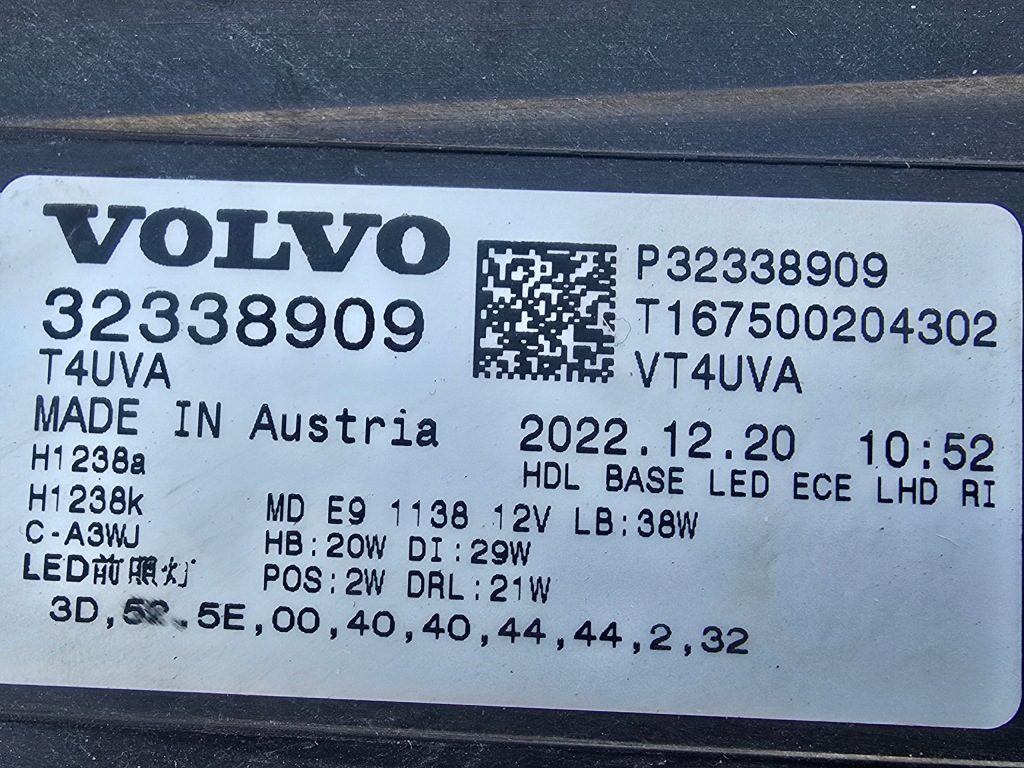 VOLVO
32338909
T4UVA
MADE IN Austria
P32338909
T167500204302
VT4UVA
2022.12.20 10:52
HDL BASE LED ECE LHD RI
H1238a
H1238k
C-A3WJ
LED前照灯
MD E9 1138 12V LB:38W
HB:20W DI:29W
POS:2W DRL:21W
3D, 5E,00,40,40,44,44,2,32